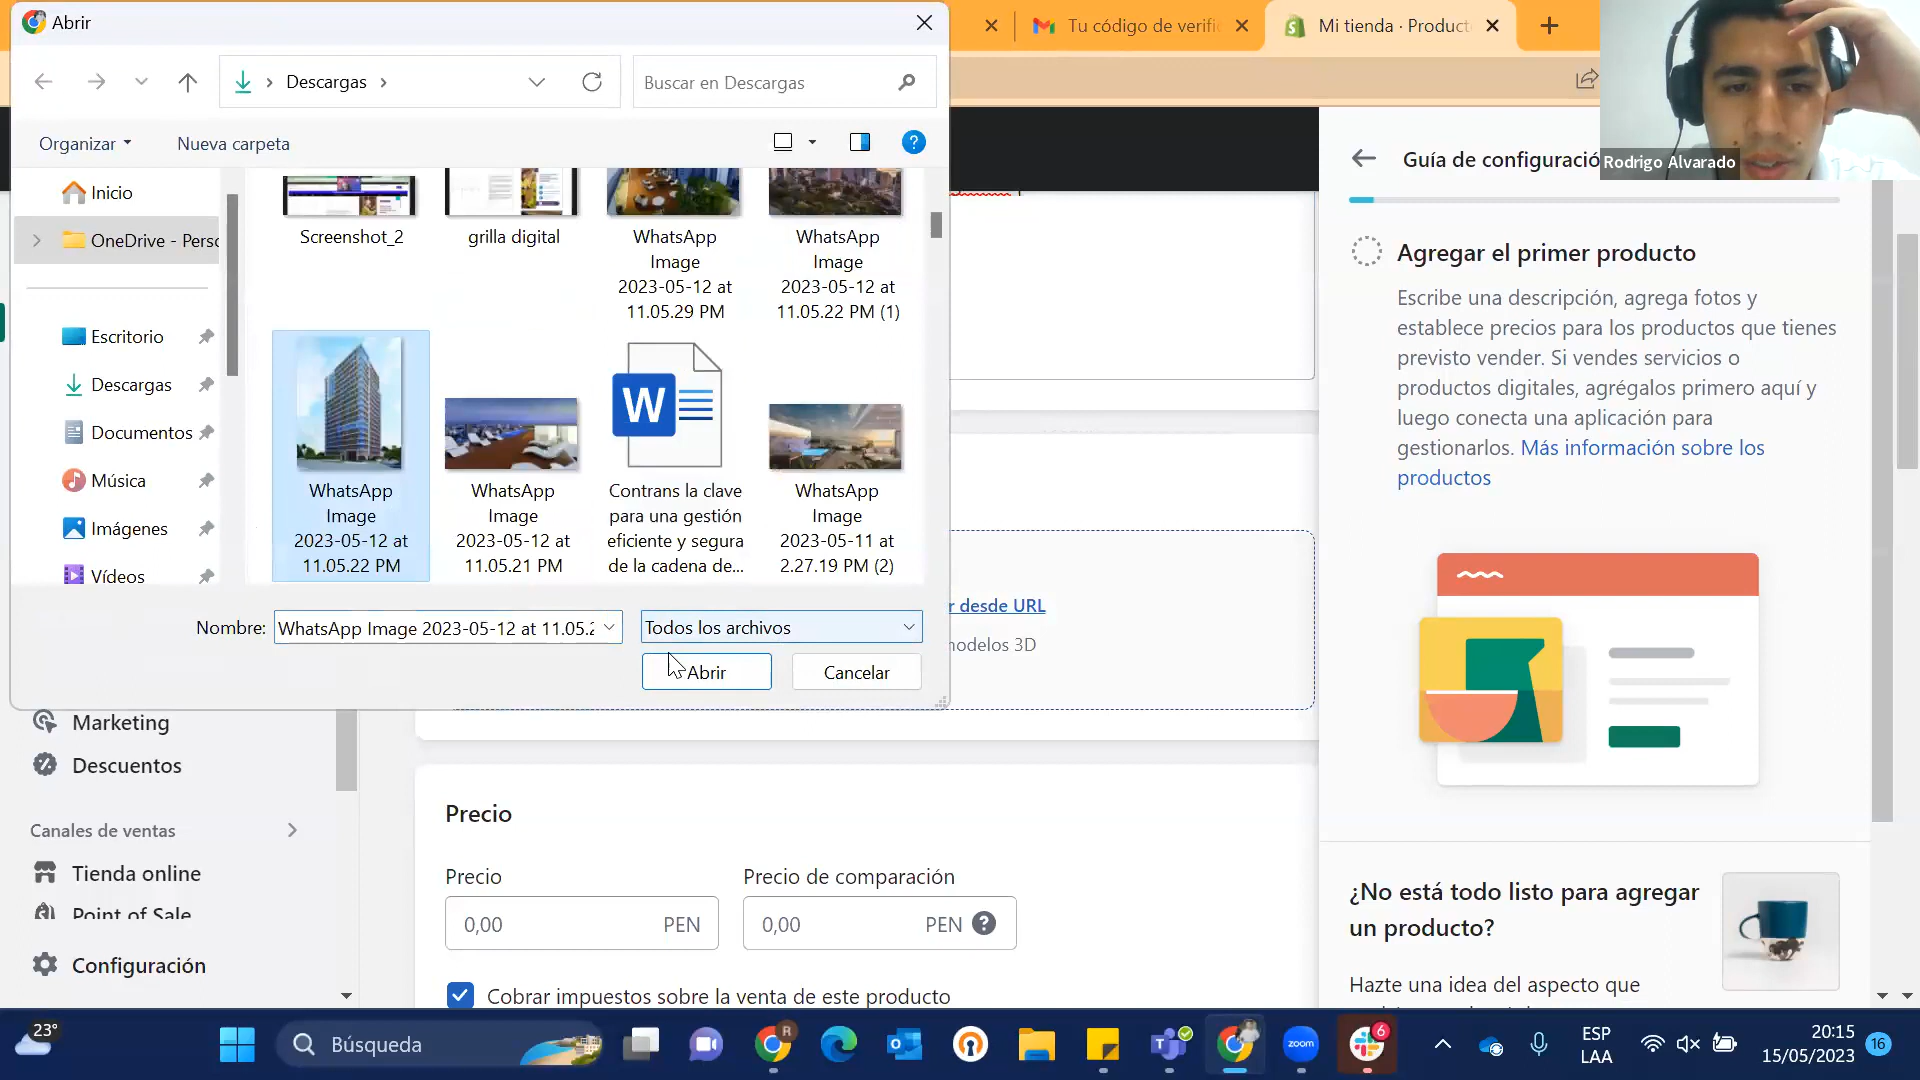 Abrir
Tu código de verific
Mi tienda · Product
Descargas
Buscar en Descargas
Organizar
Nueva carpeta
Inicio
OneDrive - Perso
Escritorio
Descargas
Documentos
Música
Imágenes
Vídeos
Screenshot_2
grilla digital
WhatsApp
Image
2023-05-12 at
11.05.29 PM
WhatsApp
Image
2023-05-12 at
11.05.22 PM (1)
WhatsApp
Image
2023-05-12 at
11.05.22 PM
WhatsApp
Image
2023-05-12 at
11.05.21 PM
W
Contrans la clave
para una gestión
eficiente y segura
de la cadena de...
WhatsApp
Image
2023-05-11 at
2.27.19 PM (2)
Nombre:
WhatsApp Image 2023-05-12 at 11.05.2
Todos los archivos
Abrir
Cancelar
Rodrigo Alvarado
Guía de configuració
Agregar el primer producto
Escribe una descripción, agrega fotos y
establece precios para los productos que tienes
previsto vender. Si vendes servicios o
productos digitales, agrégalos primero aquí y
luego conecta una aplicación para
gestionarlos. Más información sobre los
productos
r desde URL
modelos 3D
Marketing
Descuentos
Canales de ventas
Tienda online
Point of Sale
Configuración
Precio
Precio
0,00 PEN
Precio de comparación
0,00 PEN
Cobrar impuestos sobre la venta de este producto
¿No está todo listo para agregar
un producto?
Hazte una idea del aspecto que
23°
Búsqueda
R
zoom
6
ESP
LAA
20:15
15/05/2023
16